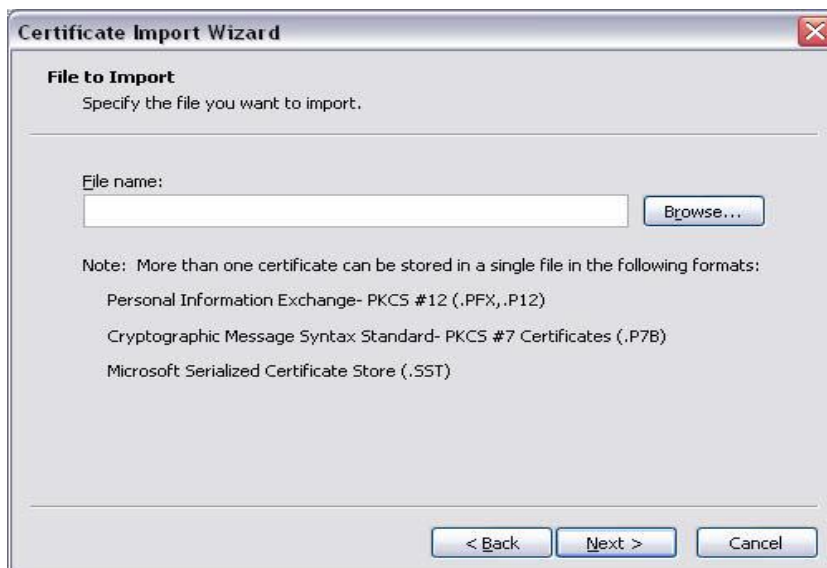 Certificate Import Wizard
File to Import
Specify the file you want to import.
File name:
Browse...
Note: More than one certificate can be stored in a single file in the following formats:
Personal Information Exchange- PKCS #12 (.PFX,.P12)
Cryptographic Message Syntax Standard- PKCS #7 Certificates (.P7B)
Microsoft Serialized Certificate Store (.SST)
< Back
Next >
Cancel